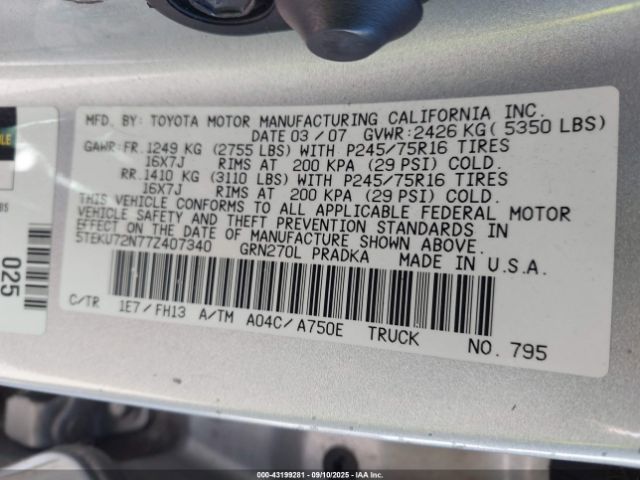 MFD. BY: TOYOTA MOTOR MANUFACTURING CALIFORNIA INC.
DATE 03 / 07 GVWR: 2426 KG ( 5350 LBS)
GAWR: FR. 1249 KG (2755 LBS) WITH P245/75R16 TIRES
16X7J RIMS AT 200 KPA (29 PSI) COLD.
RR. 1410 KG (3110 LBS) WITH P245/75R16 TIRES
16X7J RIMS AT 200 KPA (29 PSI) COLD.
THIS VEHICLE CONFORMS TO ALL APPLICABLE FEDERAL MOTOR
VEHICLE SAFETY AND THEFT PREVENTION STANDARDS IN
EFFECT ON THE DATE OF MANUFACTURE SHOWN ABOVE.
5TEKU72N77Z407340 GRN270L PRADKA MADE IN U.S.A.
C/TR 1E7 / FH13 A/TM A04C / A750E TRUCK NO. 795
025
000-43199281 - 09/10/2025 - IAA Inc.